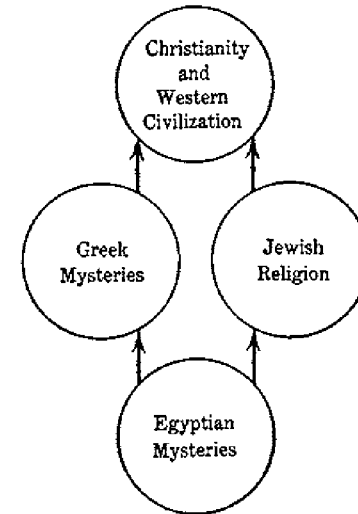 Christianity
and
Western
Civilization
Greek
Mysteries
Jewish
Religion
Egyptian
Mysteries